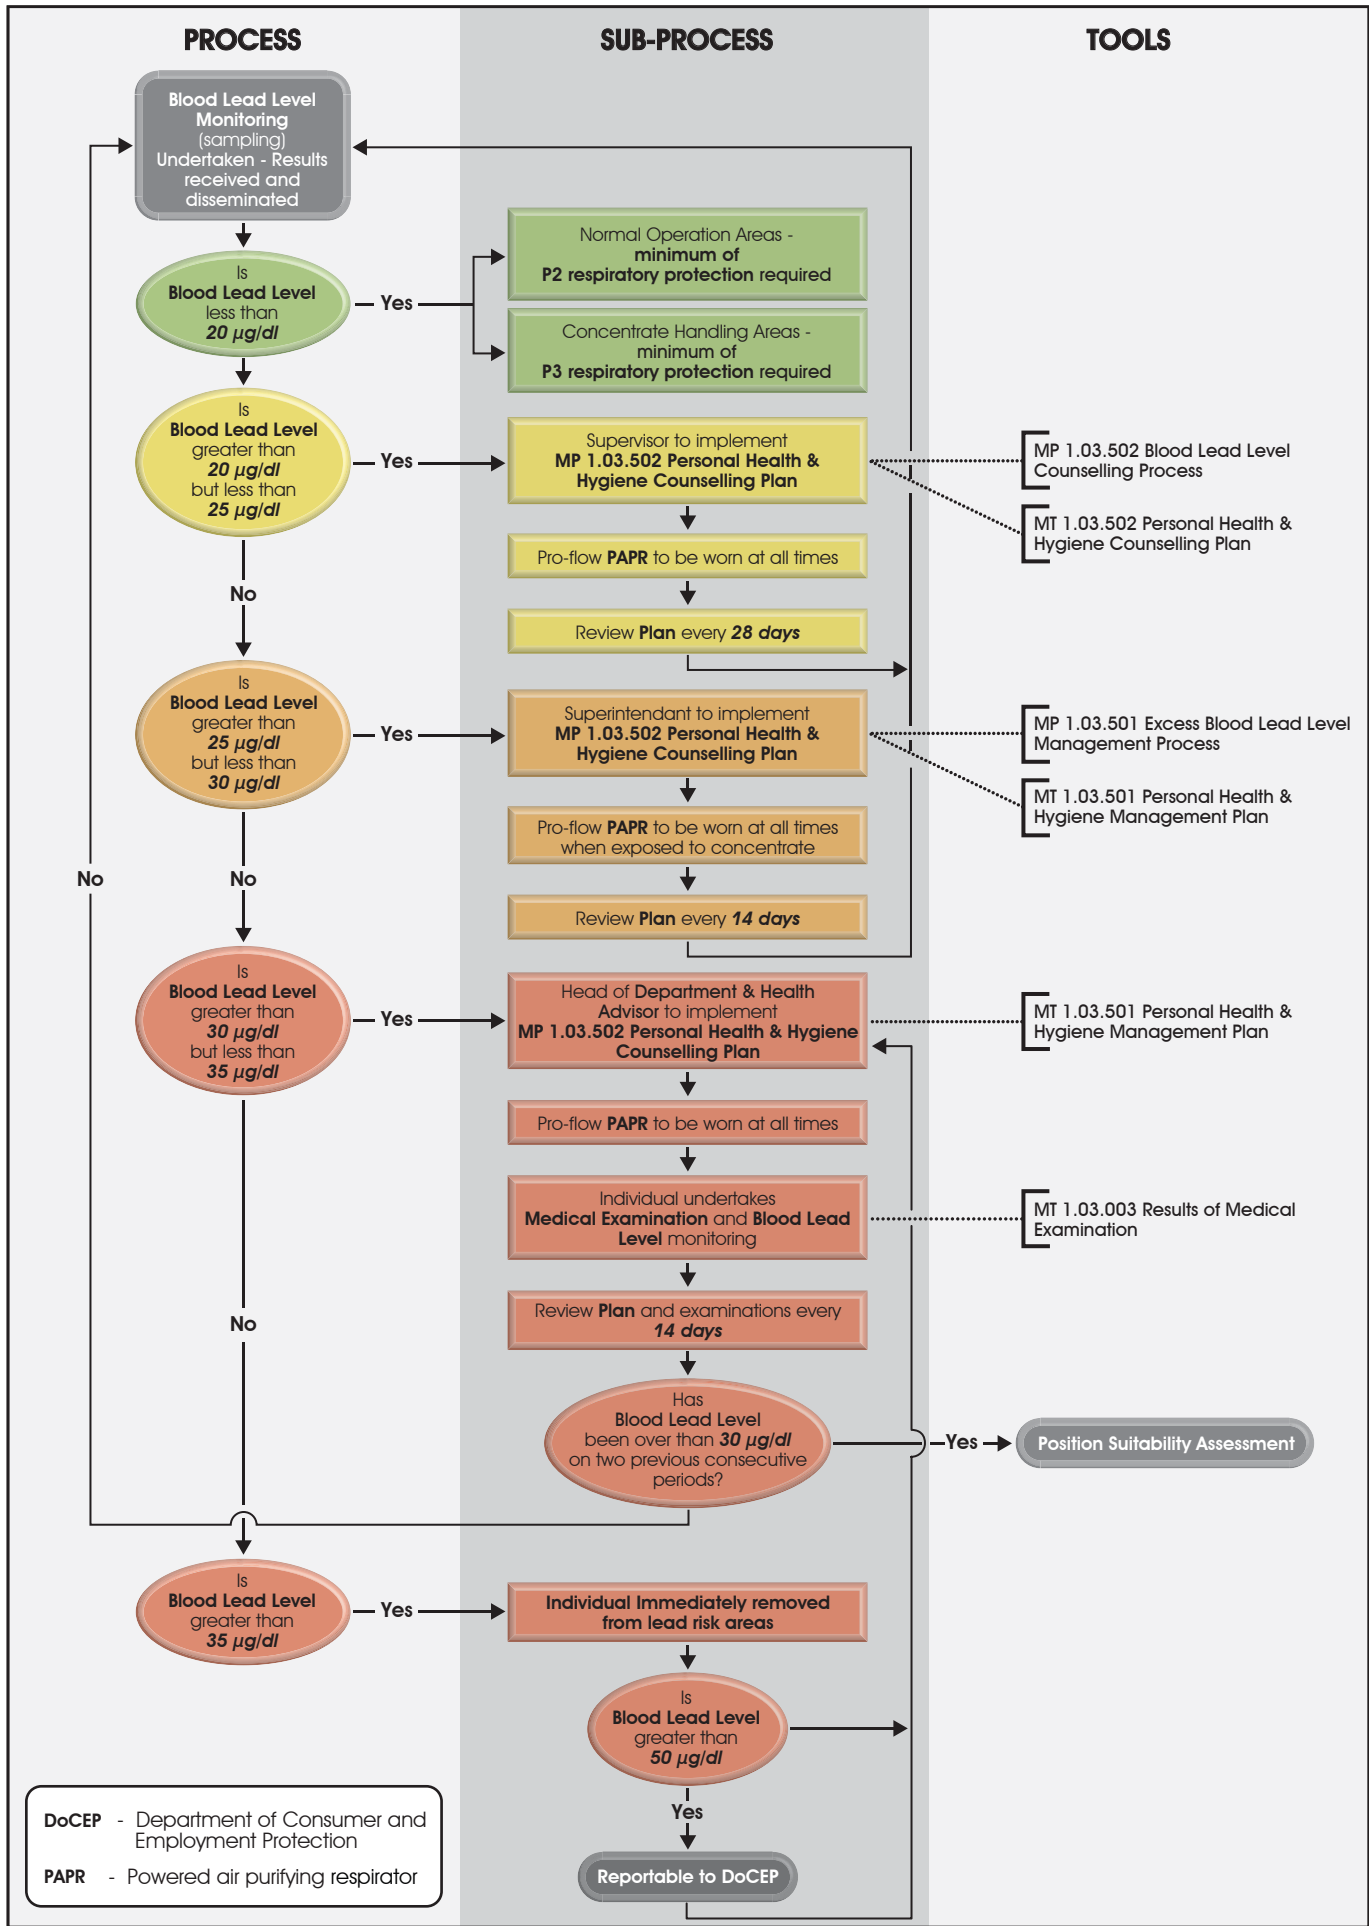 PROCESS
SUB-PROCESS
TOOLS
Blood Lead Level
Monitoring
(sampling)
Undertaken - Results
received and
disseminated
Is
Blood Lead Level
less than
20 µg/dl
Yes
Normal Operation Areas -
minimum of
P2 respiratory protection required
Concentrate Handling Areas -
minimum of
P3 respiratory protection required
Is
Blood Lead Level
greater than
20 µg/dl
but less than
25 µg/dl
Yes
Supervisor to implement
MP 1.03.502 Personal Health &
Hygiene Counselling Plan
MP 1.03.502 Blood Lead Level
Counselling Process
MT 1.03.502 Personal Health &
Hygiene Counselling Plan
Pro-flow PAPR to be worn at all times
Review Plan every 28 days
No
Is
Blood Lead Level
greater than
25 µg/dl
but less than
30 µg/dl
Yes
Superintendant to implement
MP 1.03.502 Personal Health &
Hygiene Counselling Plan
MP 1.03.501 Excess Blood Lead Level
Management Process
MT 1.03.501 Personal Health &
Hygiene Management Plan
Pro-flow PAPR to be worn at all times
when exposed to concentrate
Review Plan every 14 days
No
No
Is
Blood Lead Level
greater than
30 µg/dl
but less than
35 µg/dl
Yes
Head of Department & Health
Advisor to implement
MP 1.03.502 Personal Health & Hygiene
Counselling Plan
MT 1.03.501 Personal Health &
Hygiene Management Plan
Pro-flow PAPR to be worn at all times
Individual undertakes
Medical Examination and Blood Lead
Level monitoring
MT 1.03.003 Results of Medical
Examination
Review Plan and examinations every
14 days
No
Has
Blood Lead Level
been over than 30 µg/dl
on two previous consecutive
periods?
Yes
Position Suitability Assessment
Is
Blood Lead Level
greater than
35 µg/dl
Yes
Individual Immediately removed
from lead risk areas
Is
Blood Lead Level
greater than
50 µg/dl
Yes
Reportable to DoCEP
DoCEP - Department of Consumer and
Employment Protection
PAPR - Powered air purifying respirator